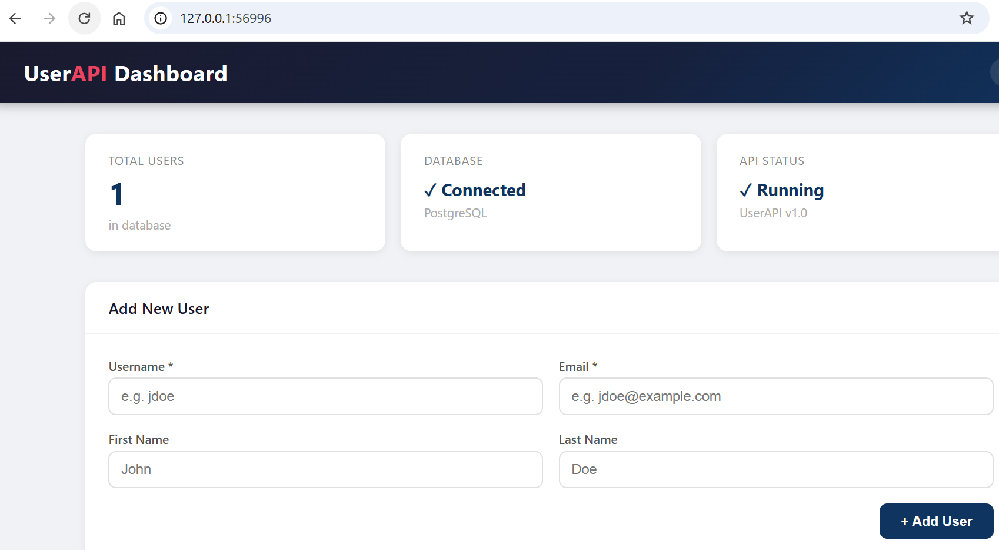 127.0.0.1:56996
UserAPI Dashboard
TOTAL USERS
1
in database
DATABASE
✓ Connected
PostgreSQL
API STATUS
✓ Running
UserAPI v1.0
Add New User
Username *
e.g. jdoe
Email *
e.g. jdoe@example.com
First Name
John
Last Name
Doe
+ Add User